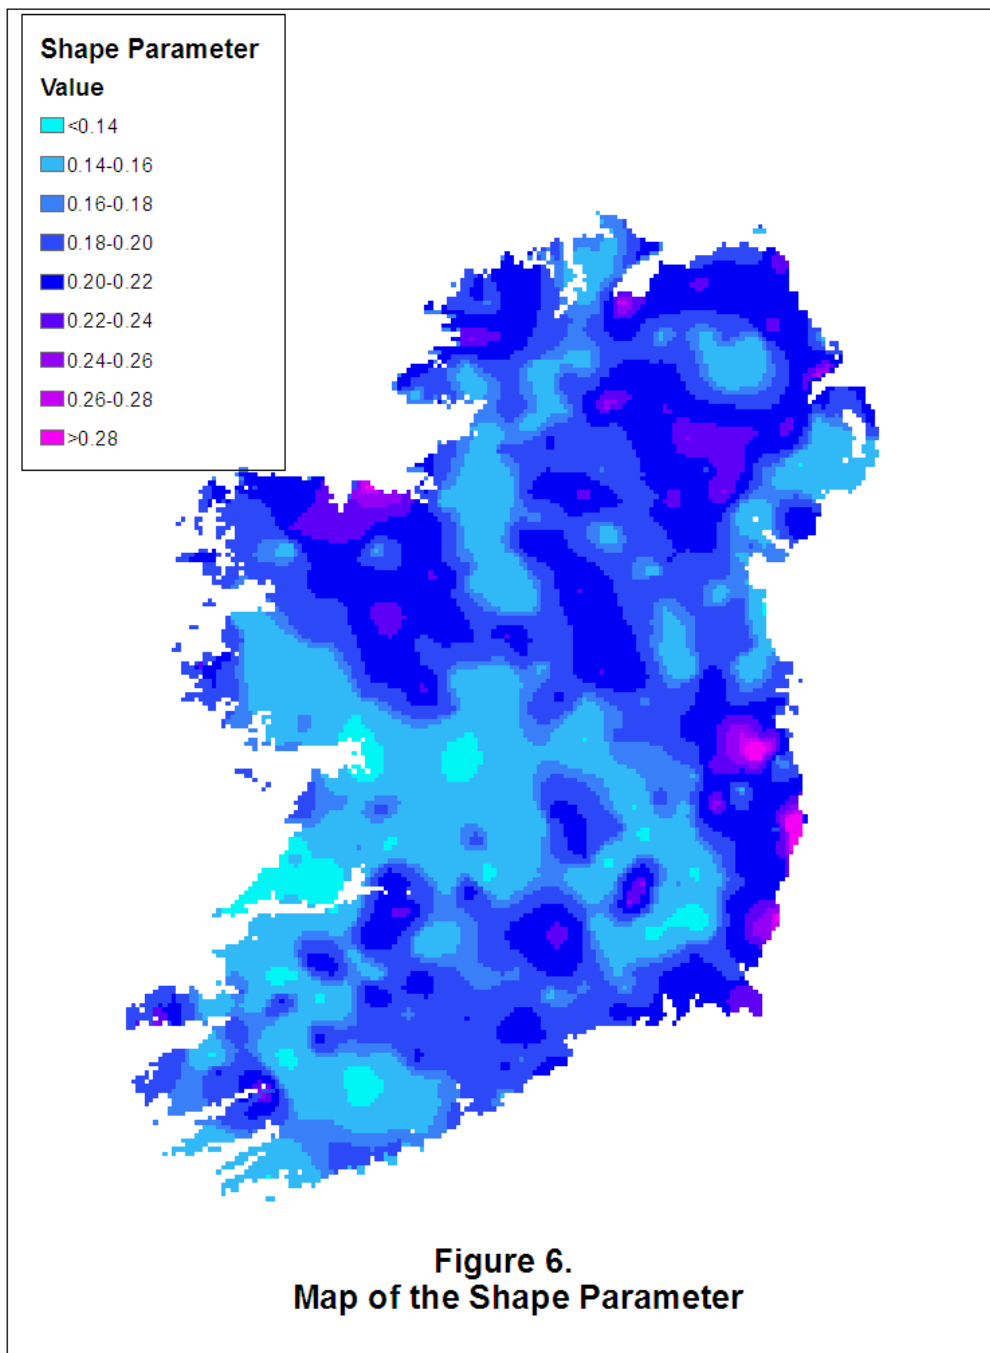 Shape Parameter
Value
<0.14
0.14-0.16
0.16-0.18
0.18-0.20
0.20-0.22
0.22-0.24
0.24-0.26
0.26-0.28
>0.28
Figure 6.
Map of the Shape Parameter